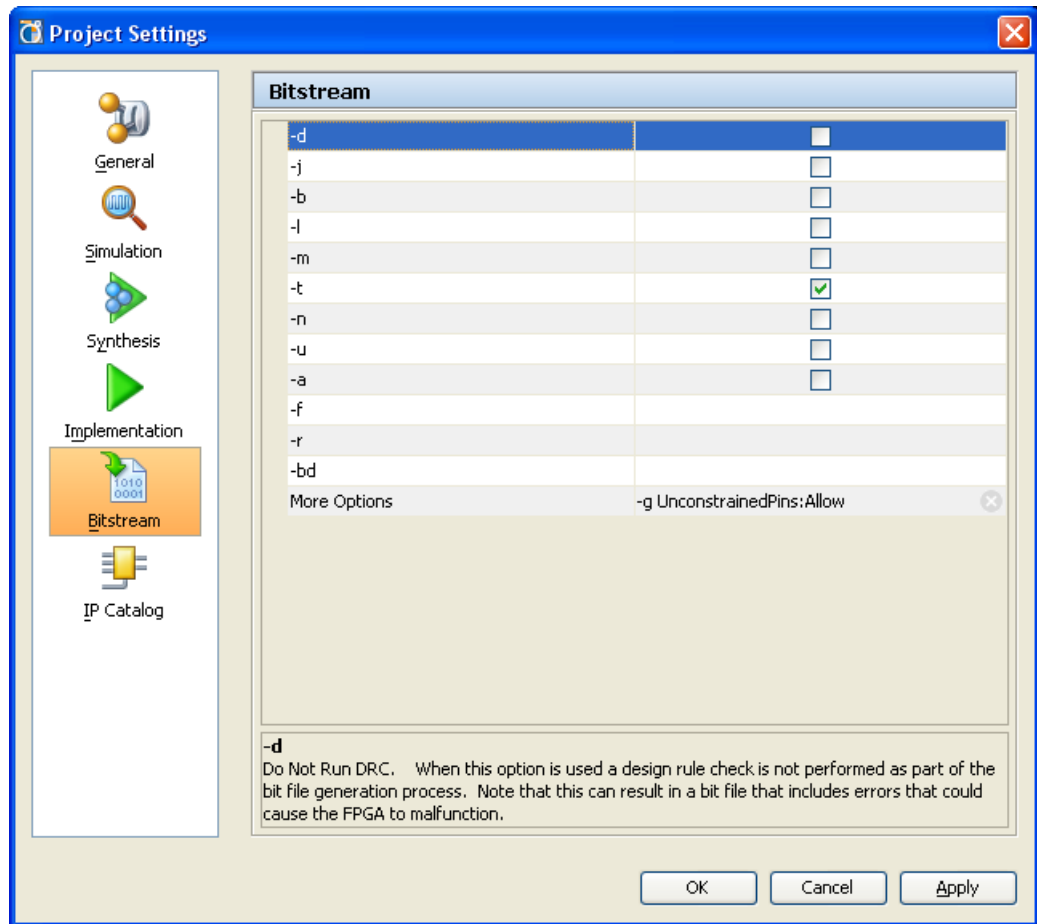 Project Settings
General
Simulation
Synthesis
Implementation
Bitstream
IP Catalog
Bitstream
-d
-j
-b
-l
-m
-t
-n
-u
-a
-f
-r
-bd
More Options -g UnconstrainedPins:Allow
-d
Do Not Run DRC. When this option is used a design rule check is not performed as part of the
bit file generation process. Note that this can result in a bit file that includes errors that could
cause the FPGA to malfunction.
OK Cancel Apply